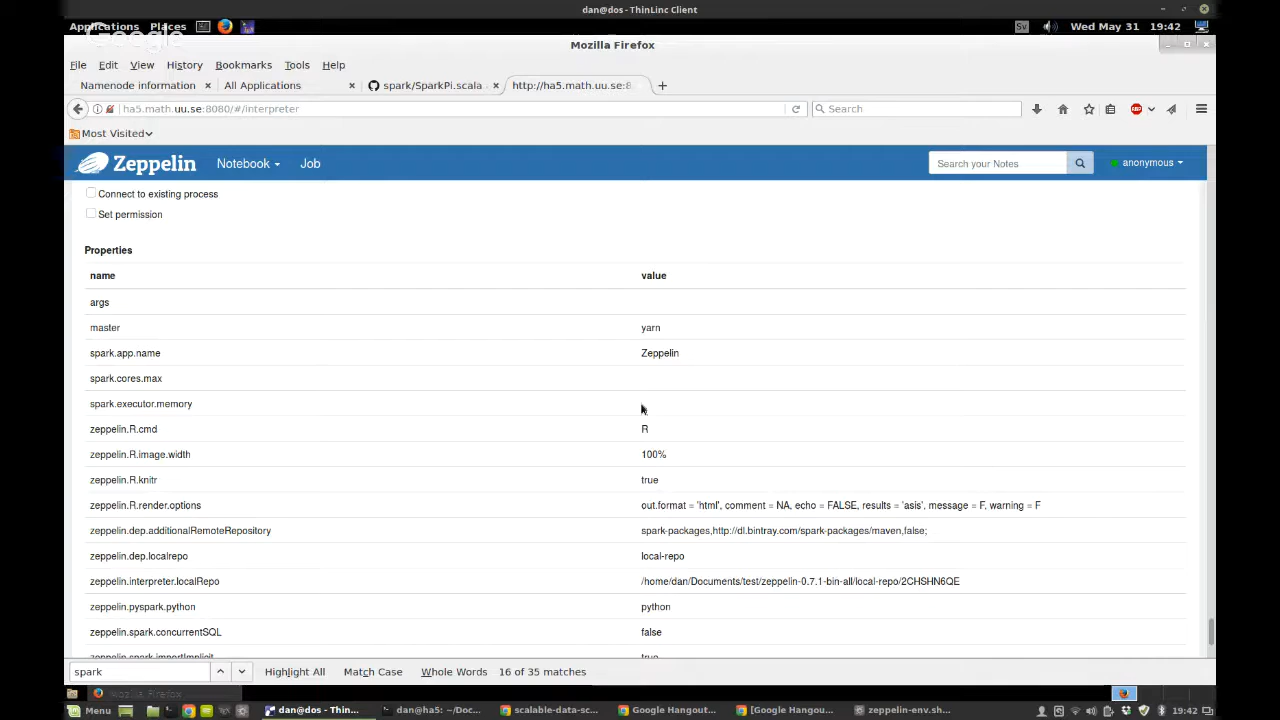 dan@dos - ThinLinc Client
Applications Places Sv Wed May 31 19:42
Google
Mozilla Firefox
File Edit View History Bookmarks Tools Help
Namenode information × All Applications × spark/SparkPi.scala × http://ha5.math.uu.se:8 × +
ha5.math.uu.se:8080/#/interpreter Search
Most Visited
Zeppelin Notebook Job Search your Notes anonymous
Connect to existing process
Set permission
Properties
name value
args
master yarn
spark.app.name Zeppelin
spark.cores.max
spark.executor.memory
zeppelin.R.cmd R
zeppelin.R.image.width 100%
zeppelin.R.knitr true
zeppelin.R.render.options out.format = 'html', comment = NA, echo = FALSE, results = 'asis', message = F, warning = F
zeppelin.dep.additionalRemoteRepository spark-packages,http://dl.bintray.com/spark-packages/maven,false;
zeppelin.dep.localrepo local-repo
zeppelin.interpreter.localRepo /home/dan/Documents/test/zeppelin-0.7.1-bin-all/local-repo/2CHSHN6QE
zeppelin.pyspark.python python
zeppelin.spark.concurrentSQL false
zeppelin.spark.importImplicit true
spark Highlight All Match Case Whole Words 16 of 35 matches
Mozilla Firefox
Menu dan@dos - Thin... dan@ha5: ~/Doc... scalable-data-sc... Google Hangout... [Google Hangou... zeppelin-env.sh... 19:42